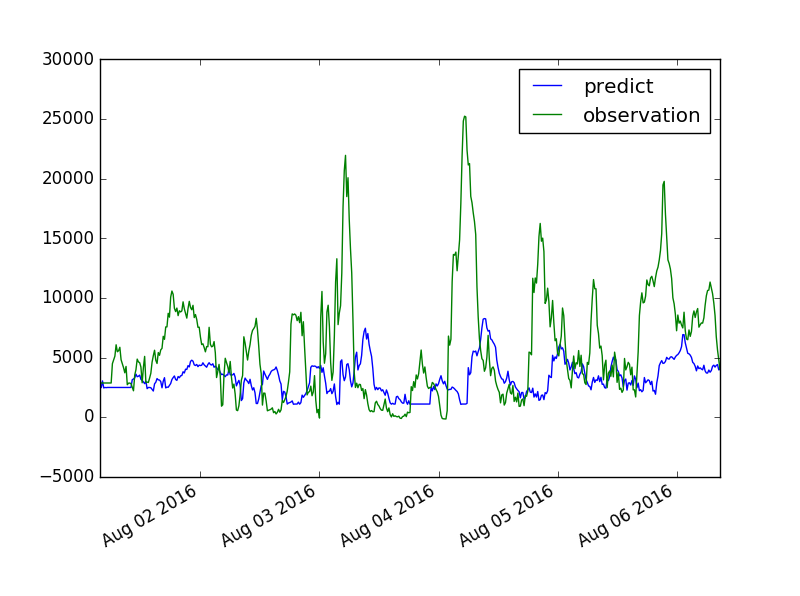 30000
25000
20000
15000
10000
5000
0
−5000
predict
observation
Aug 02 2016
Aug 03 2016
Aug 04 2016
Aug 05 2016
Aug 06 2016